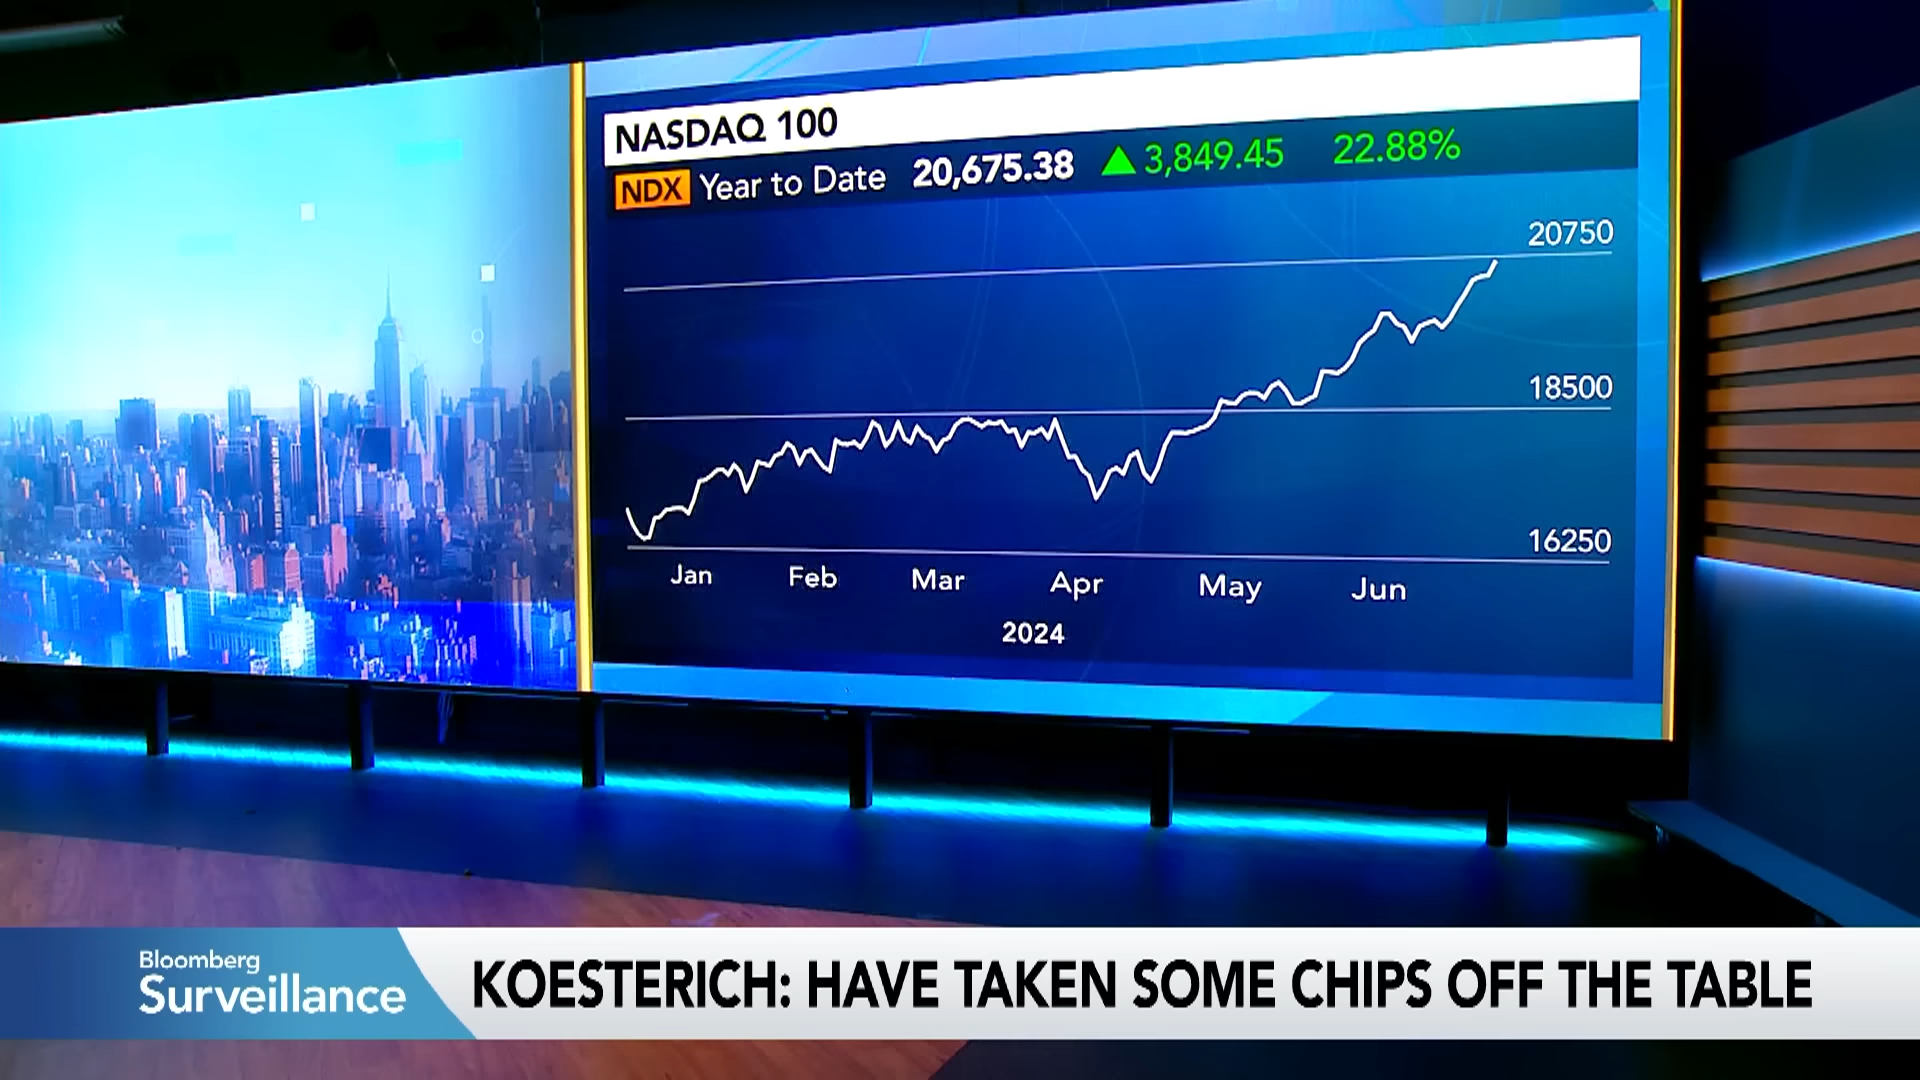 NASDAQ 100
NDX Year to Date 20,675.38 ▲3,849.45 22.88%
20750
18500
16250
Jan Feb Mar Apr May Jun
2024
Bloomberg
Surveillance
KOESTERICH: HAVE TAKEN SOME CHIPS OFF THE TABLE